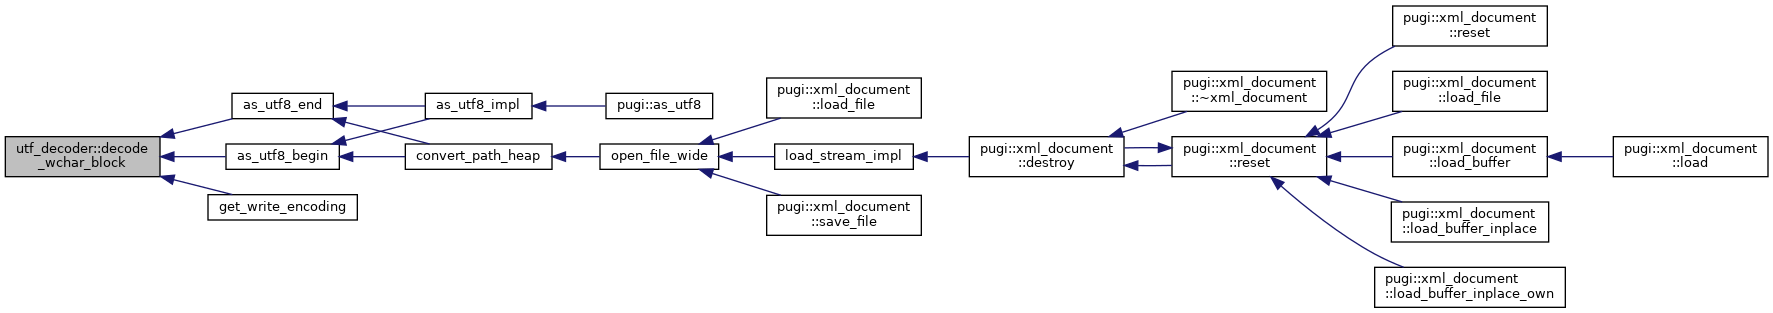 utf_decoder::decode
_wchar_block
as_utf8_end
as_utf8_begin
get_write_encoding
as_utf8_impl
convert_path_heap
pugi::as_utf8
open_file_wide
pugi::xml_document
::load_file
load_stream_impl
pugi::xml_document
::save_file
pugi::xml_document
::destroy
pugi::xml_document
::~xml_document
pugi::xml_document
::reset
pugi::xml_document
::reset
pugi::xml_document
::load_file
pugi::xml_document
::load_buffer
pugi::xml_document
::load_buffer_inplace
pugi::xml_document
::load_buffer_inplace_own
pugi::xml_document
::load